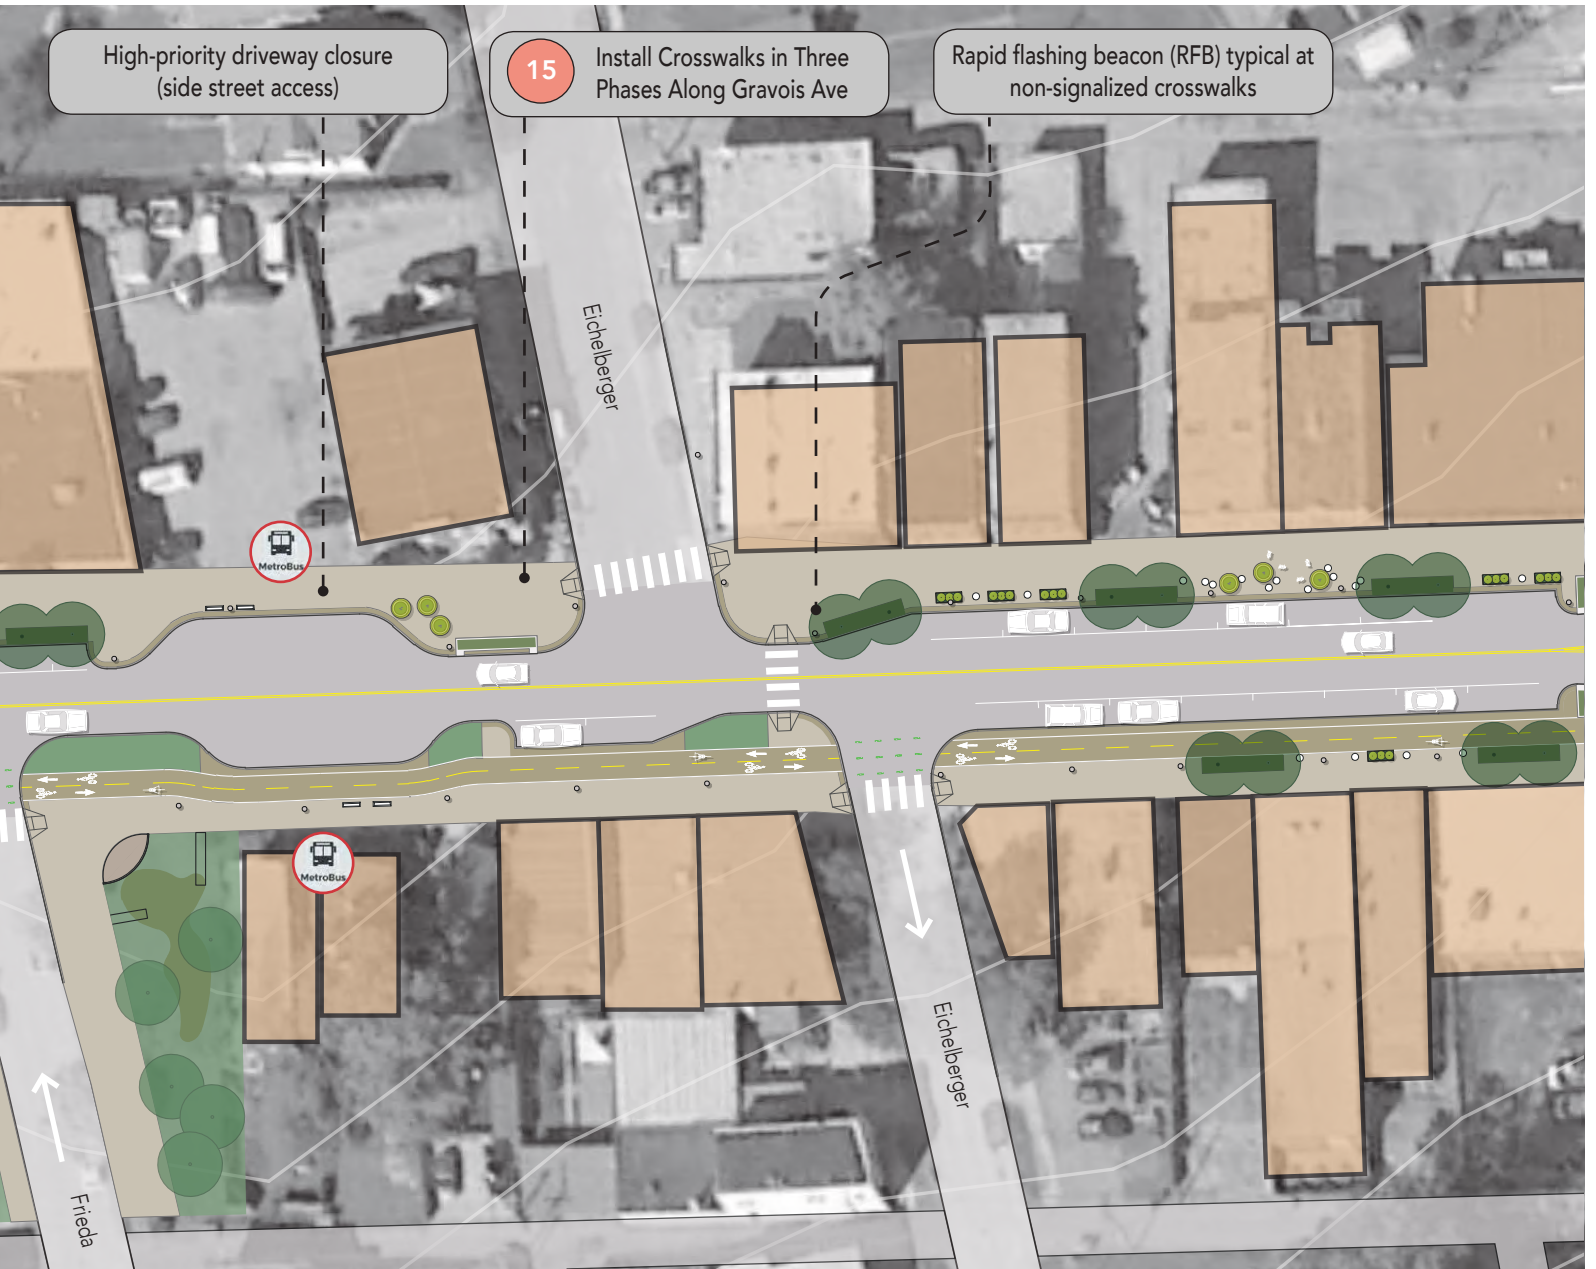 High-priority driveway closure
(side street access)
15
Install Crosswalks in Three
Phases Along Gravois Ave
Rapid flashing beacon (RFB) typical at
non-signalized crosswalks
Eichelberger
MetroBus
MetroBus
Eichelberger
Frieda